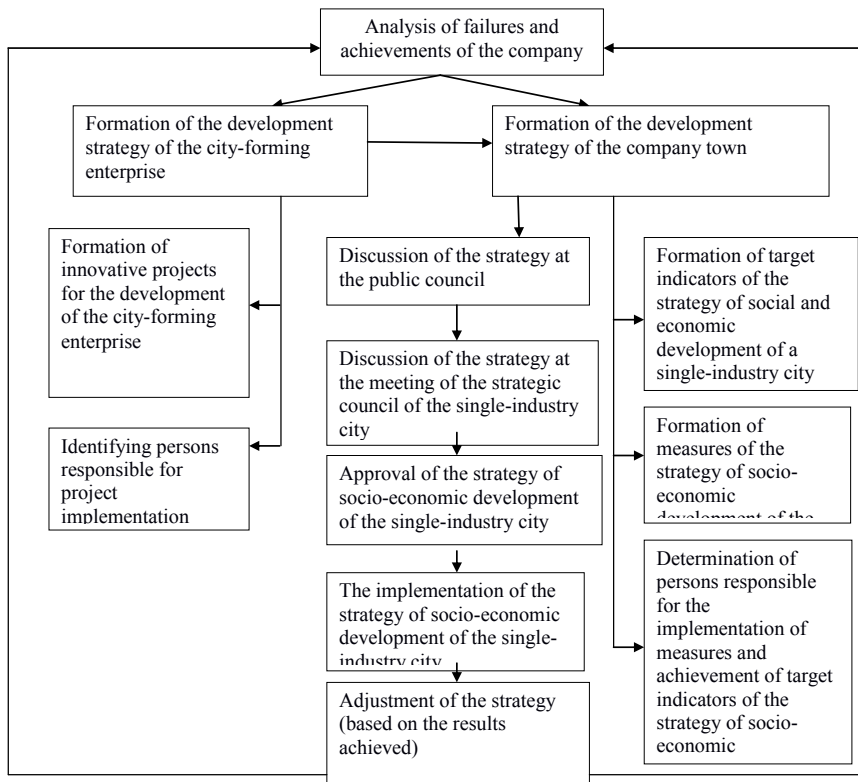 Analysis of failures and
achievements of the company
Formation of the development
strategy of the city-forming
enterprise
Formation of the development
strategy of the company town
Formation of
innovative projects
for the development
of the city-forming
enterprise
Identifying persons
responsible for
project
implementation
Discussion of the strategy at
the public council
Discussion of the strategy at
the meeting of the strategic
council of the single-industry
city
Approval of the strategy of
socio-economic development
of the single-industry city
The implementation of the
strategy of socio-economic
development of the single-
industry city
Adjustment of the strategy
(based on the results
achieved)
Formation of target
indicators of the
strategy of social and
economic
development of a
single-industry city
Formation of
measures of the
strategy of socio-
economic
development of the
Determination of
persons responsible
for the
implementation of
measures and
achievement of target
indicators of the
strategy of socio-
economic